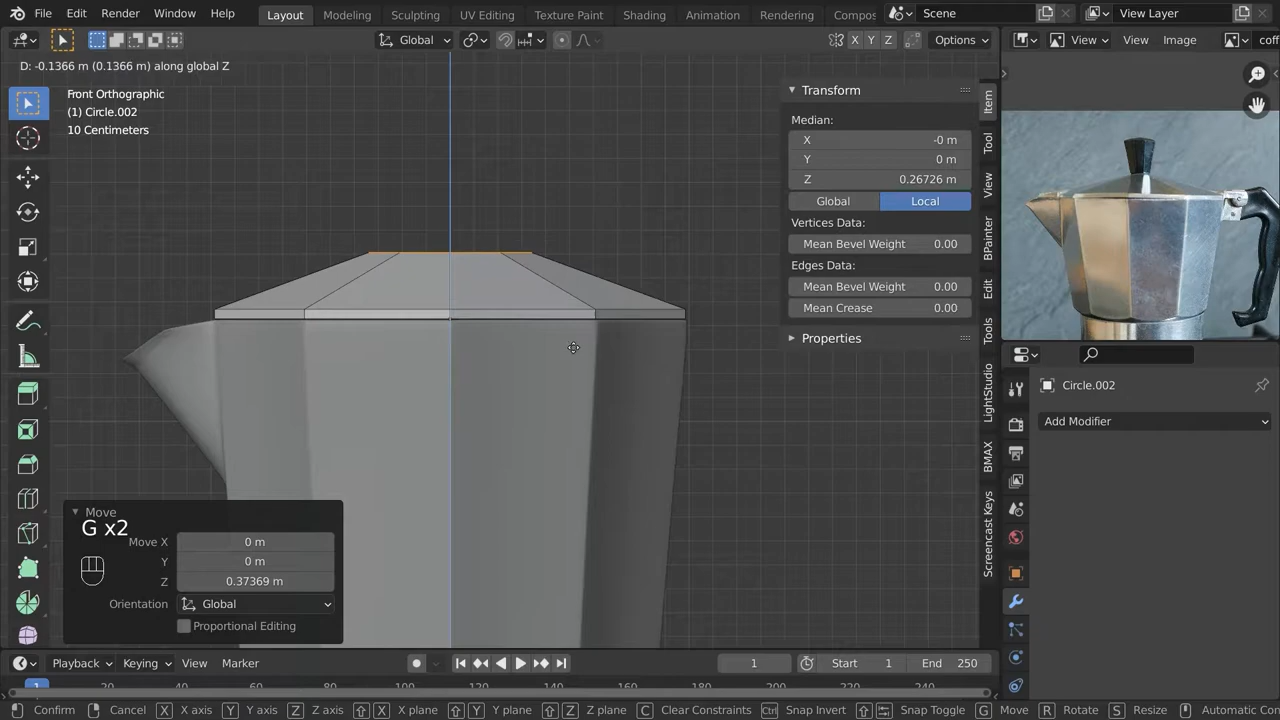 File Edit Render Window Help Layout Modeling Sculpting UV Editing Texture Paint Shading Animation Rendering Compos Scene View Layer
Global X Y Z Options View View Image coff
D: -0.1366 m (0.1366 m) along global Z
Front Orthographic
(1) Circle.002
10 Centimeters
Transform
Median:
X -0 m
Y 0 m
Z 0.26726 m
Global Local
Vertices Data:
Mean Bevel Weight 0.00
Edges Data:
Mean Bevel Weight 0.00
Mean Crease 0.00
Properties
Item
Tool
View
BPainter
Edit
Tools
LightStudio
BMAX
Screencast Keys
Circle.002
Add Modifier
Move
G x2
Move X 0 m
Y 0 m
Z 0.37369 m
Orientation Global
Proportional Editing
Playback Keying View Marker 1 Start 1 End 250
1 20 40 60 80 100 120 140 160 180 200 220 240
Confirm Cancel X X axis Y Y axis Z Z axis X X plane Y Y plane Z Z plane C Clear Constraints Ctrl Snap Invert Snap Toggle G Move R Rotate S Resize Automatic Con